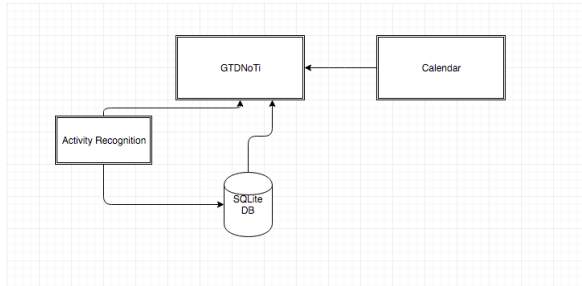 GTDNoTi
Calendar
Activity Recognition
SQLite
DB